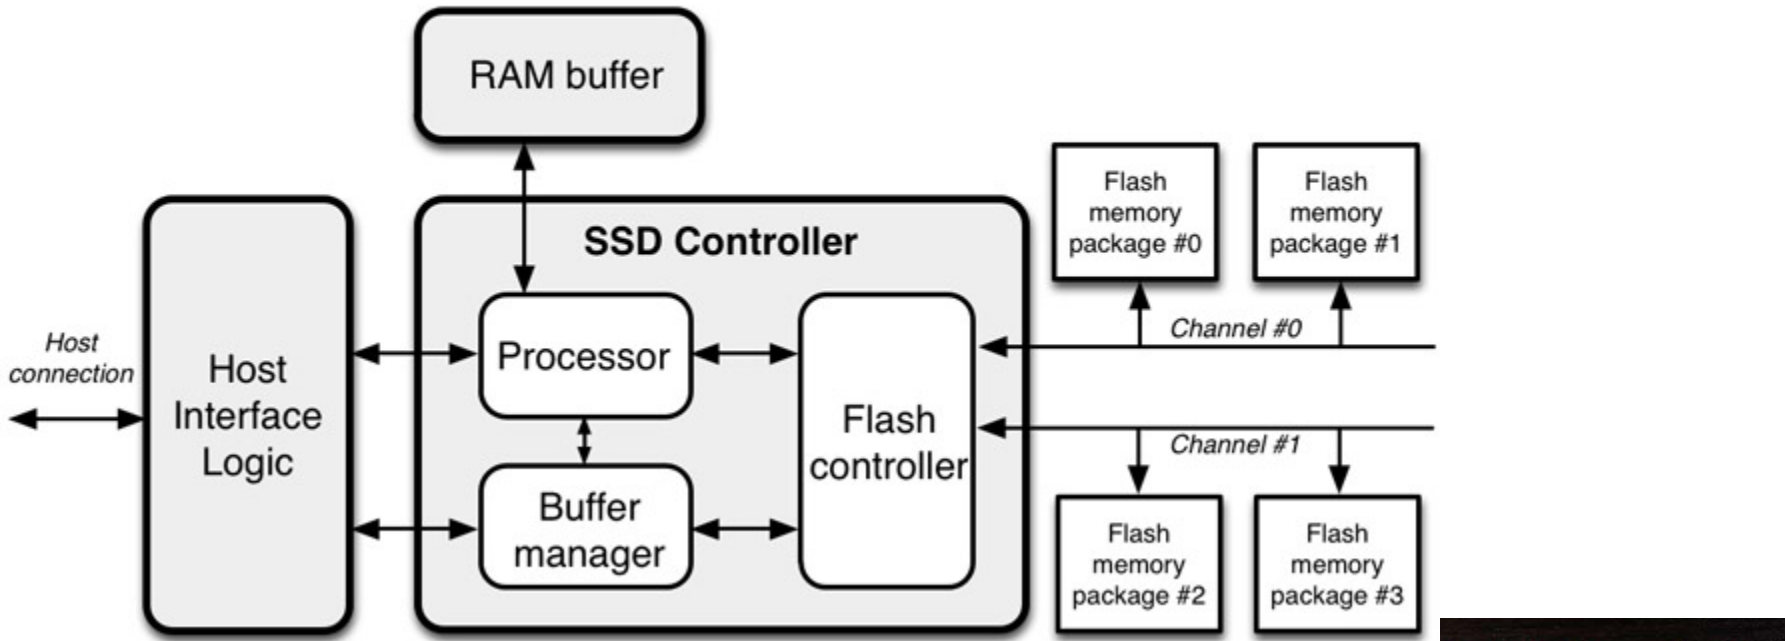 RAM buffer
SSD Controller
Flash
memory
package #0
Flash
memory
package #1
Host
connection
Host
Interface
Logic
Processor
Buffer
manager
Flash
controller
Channel #0
Channel #1
Flash
memory
package #2
Flash
memory
package #3